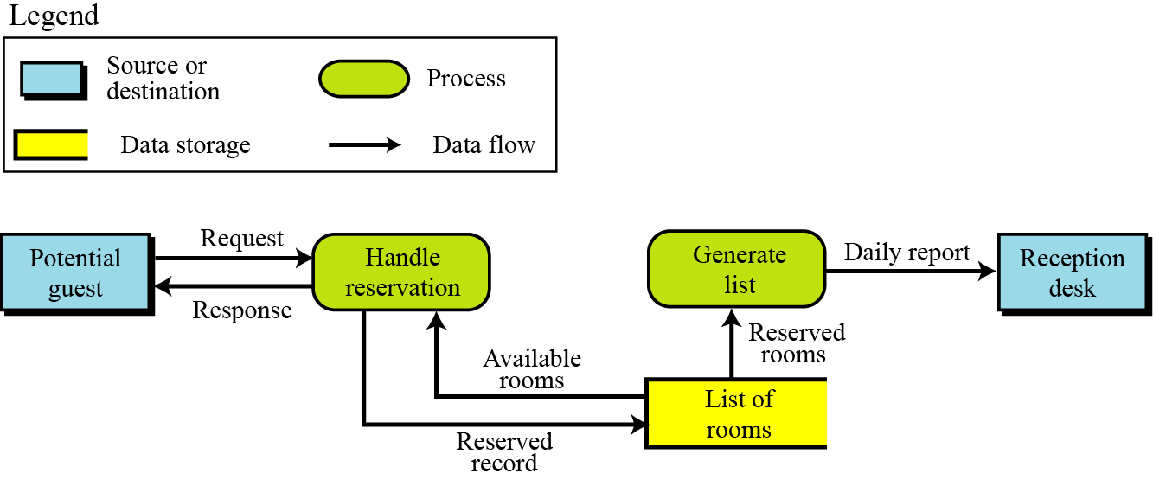 Legend
Source or
destination
Process
Data storage
Data flow
Potential
guest
Request
Response
Handle
reservation
Generate
list
Daily report
Reception
desk
Available
rooms
Reserved
rooms
List of
rooms
Reserved
record